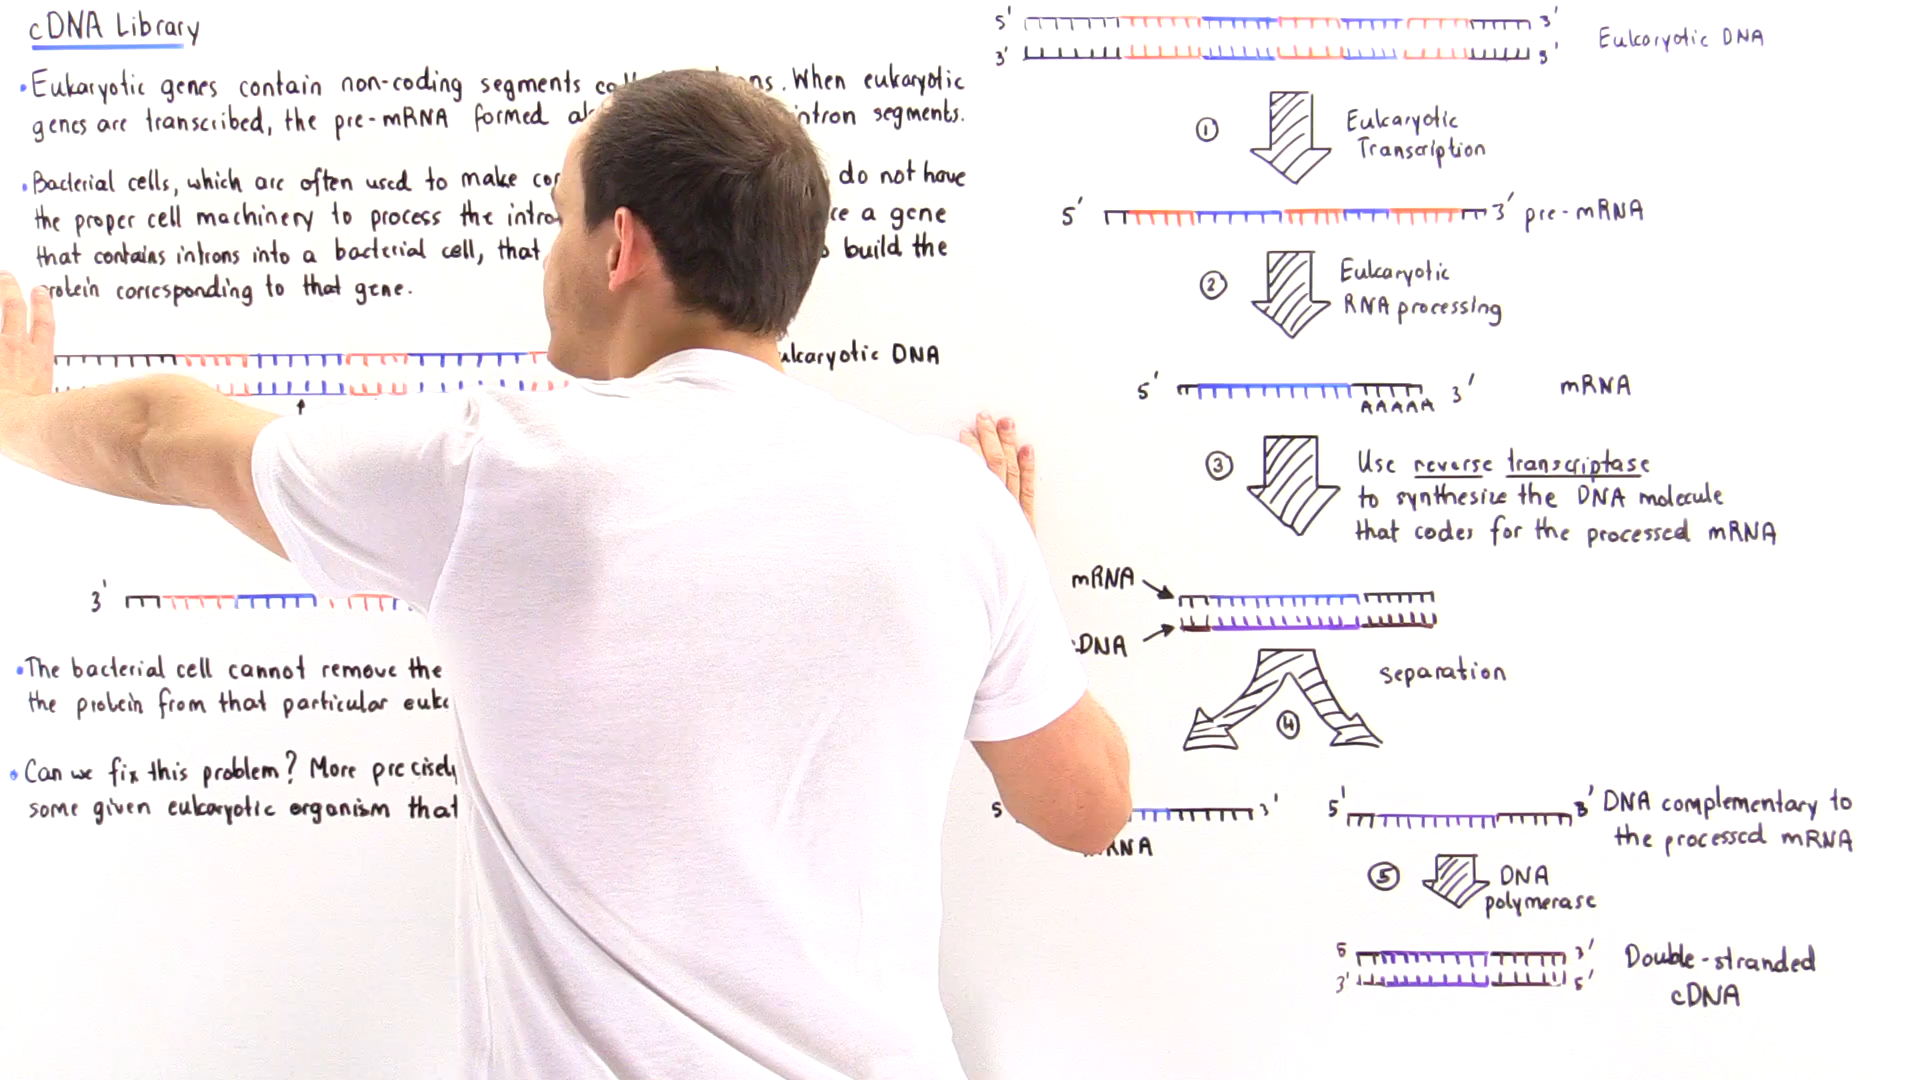 cDNA Library
• Eukaryotic genes contain non-coding segments . When eukaryotic
genes are transcribed, the pre-mRNA formed intron segments.
• Bacterial cells, which are often used to make do not have
the proper cell machinery to process the a gene
that contains introns into a bacterial cell, that build the
protein corresponding to that gene.
Eukaryotic DNA
3'
• The bacterial cell cannot remove the
the protein from that particular
• Can we fix this problem? More precisely
some given eukaryotic organism that
5' 3'
3' 5'
Eukaryotic DNA
① Eukaryotic
Transcription
5' 3' pre-mRNA
② Eukaryotic
RNA processing
5' 3' mRNA
AAAAA
③ Use reverse transcriptase
to synthesize the DNA molecule
that codes for the processed mRNA
mRNA
cDNA
separation
④
5 3'
mRNA
5' 3' DNA complementary to
the processed mRNA
⑤ DNA
polymerase
5 3'
3' 5'
Double-stranded
cDNA